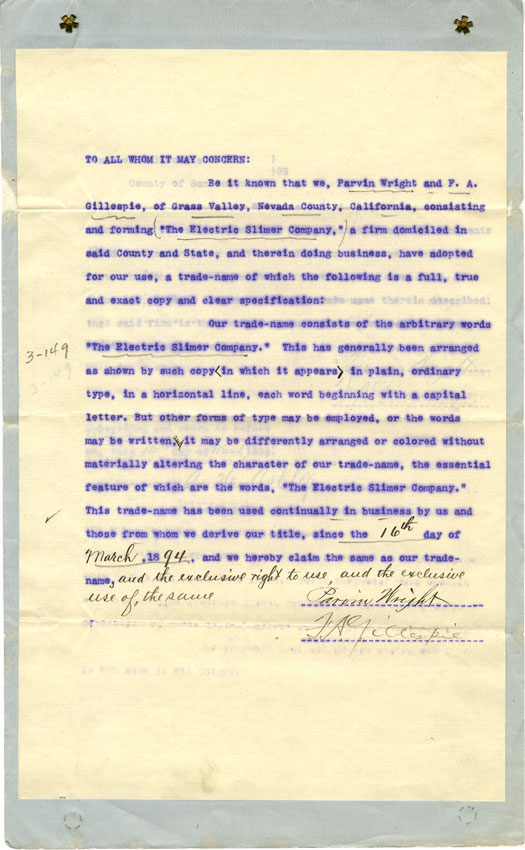 TO ALL WHOM IT MAY CONCERN:
Be it known that we, Parvin Wright and F. A.
Gillespie, of Grass Valley, Nevada County, California, consisting
and forming ("The Electric Slimer Company,") a firm domiciled in
said County and State, and therein doing business, have adopted
for our use, a trade-name of which the following is a full, true
and exact copy and clear specification:
Our trade-name consists of the arbitrary words
"The Electric Slimer Company." This has generally been arranged
3-149
as shown by such copy (in which it appears) in plain, ordinary
type, in a horizontal line, each word beginning with a capital
letter. But other forms of type may be employed, or the words
may be written, it may be differently arranged or colored without
materially altering the character of our trade-name, the essential
feature of which are the words, "The Electric Slimer Company."
This trade-name has been used continually in business by us and
those from whom we derive our title, since the 16th day of
March, 1894, and we hereby claim the same as our trade-
name, and the exclusive right to use, and the exclusive
use of, the same
Parvin Wright
F A Gillespie